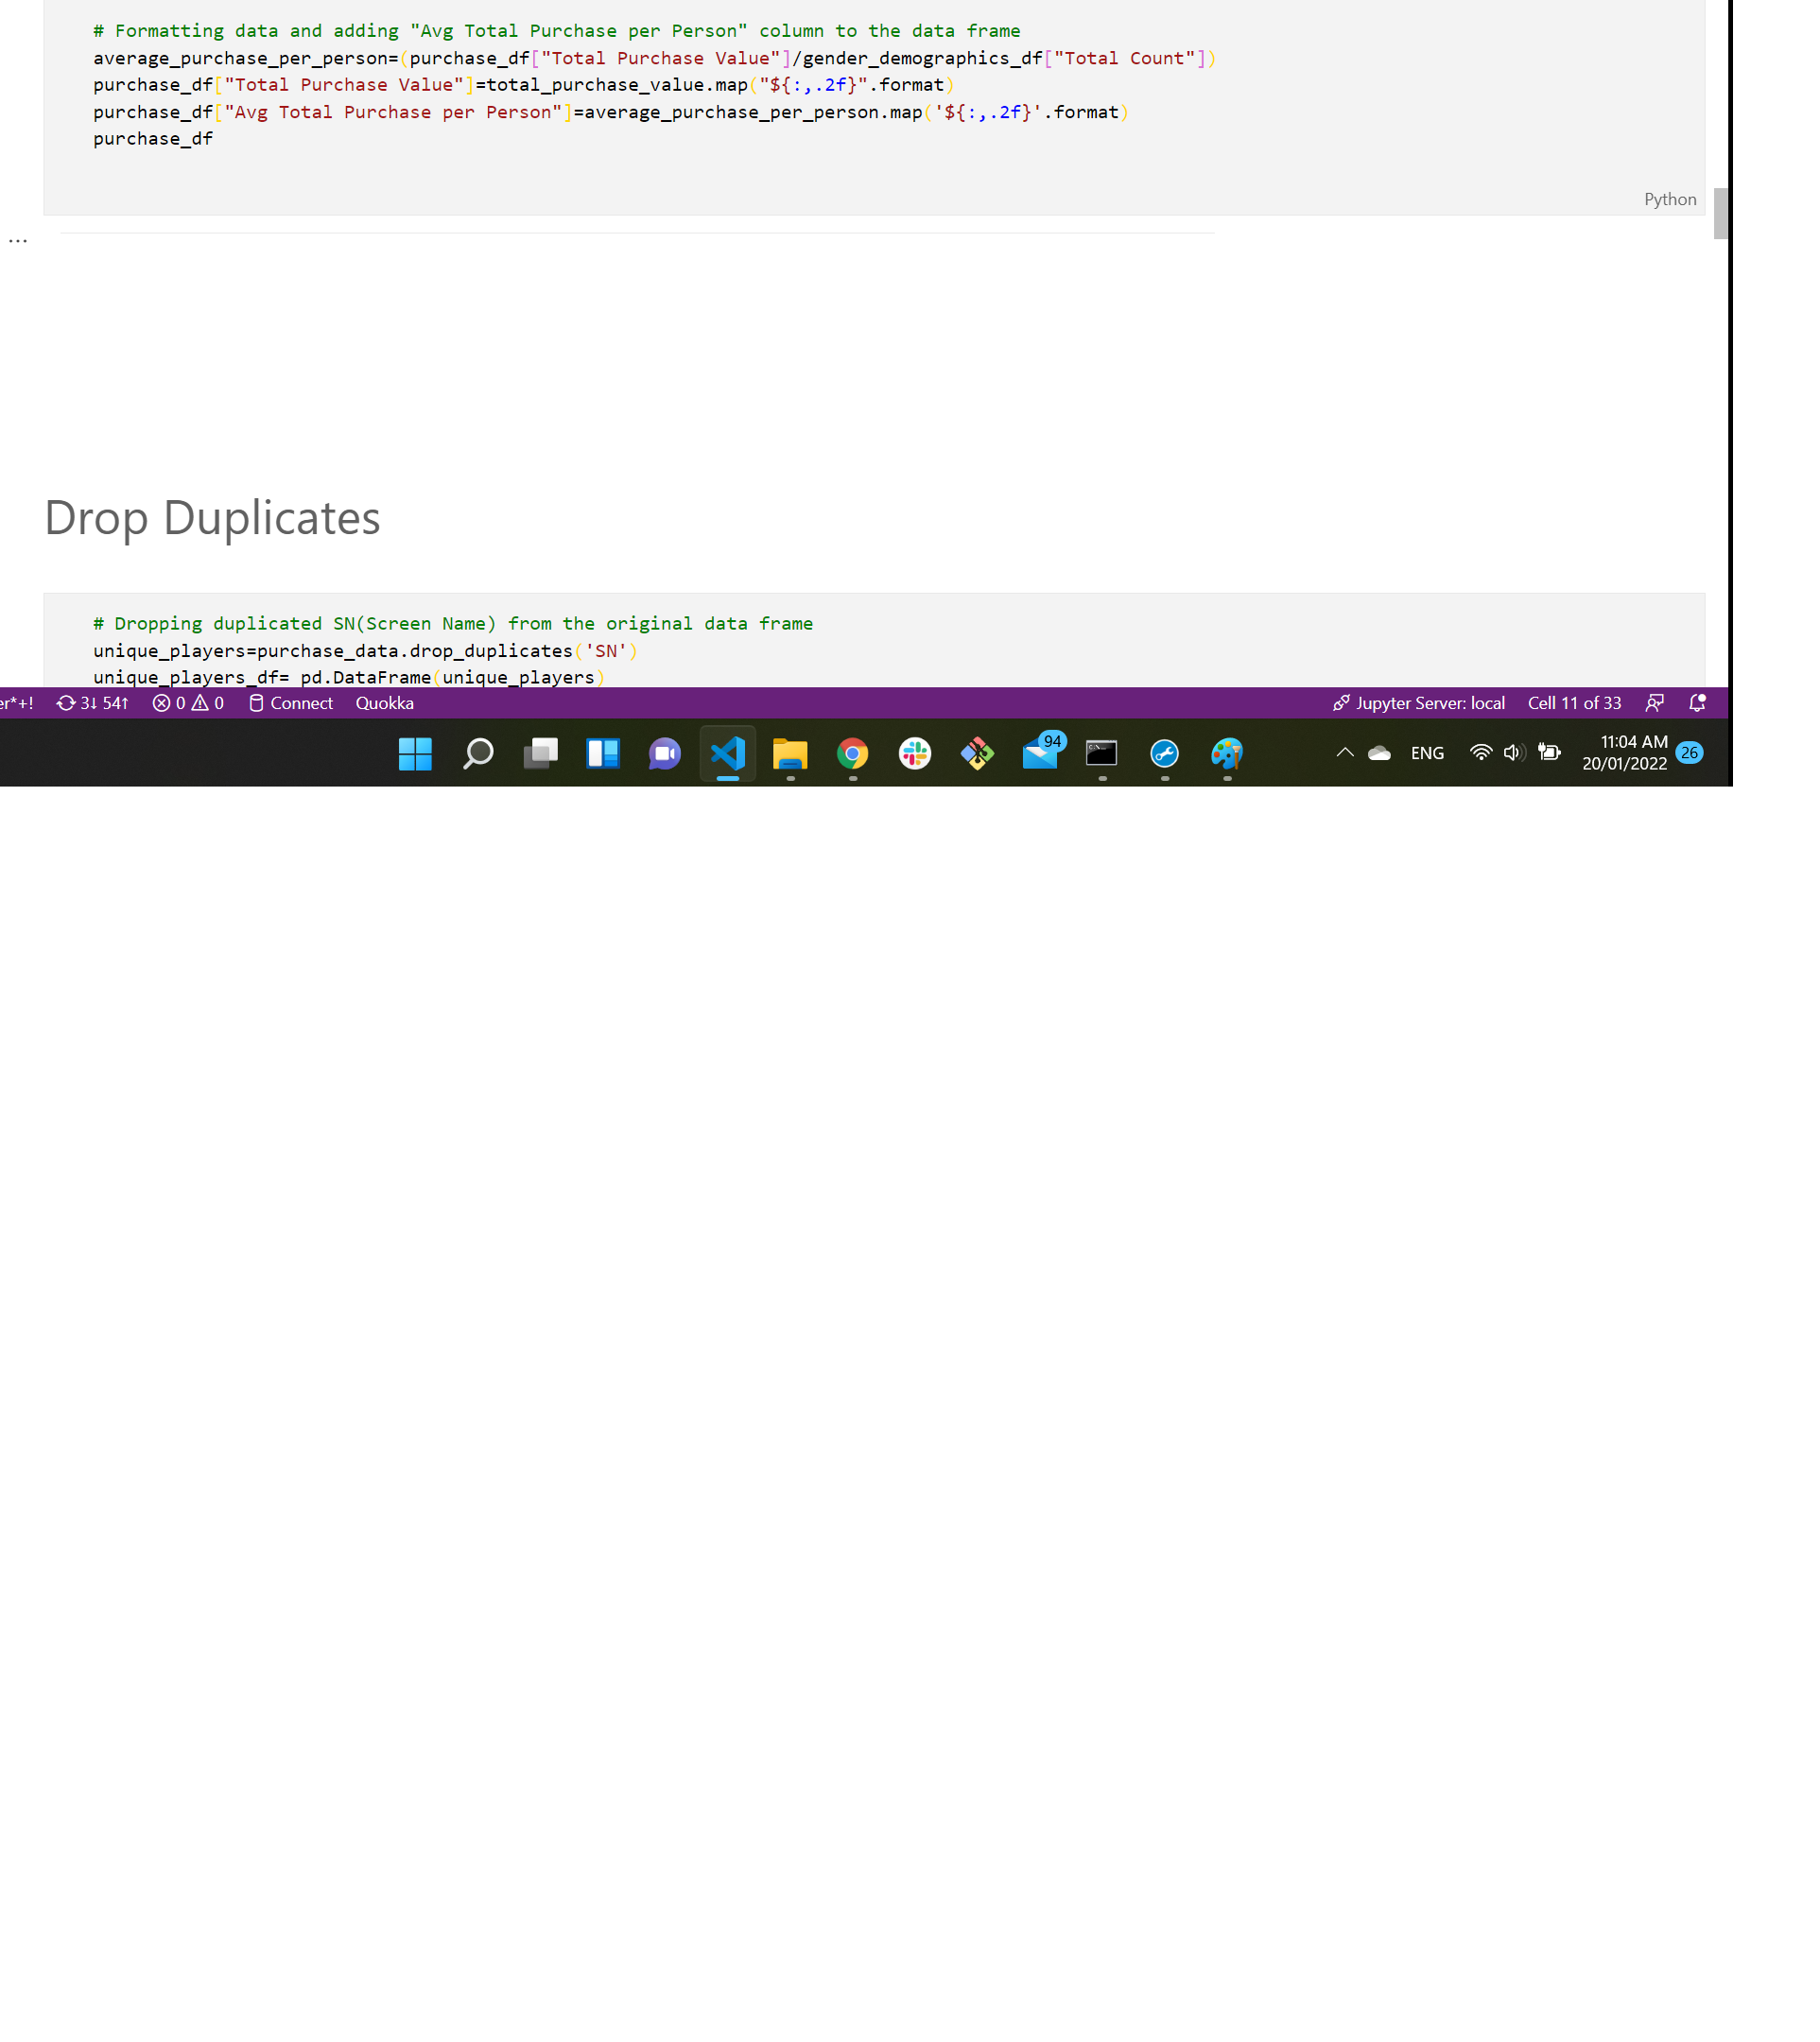 # Formatting data and adding "Avg Total Purchase per Person" column to the data frame
average_purchase_per_person=(purchase_df["Total Purchase Value"]/gender_demographics_df["Total Count"])
purchase_df["Total Purchase Value"]=total_purchase_value.map("${:,.2f}".format)
purchase_df["Avg Total Purchase per Person"]=average_purchase_per_person.map('${:,.2f}'.format)
purchase_df
Python
...
Drop Duplicates
# Dropping duplicated SN(Screen Name) from the original data frame
unique_players=purchase_data.drop_duplicates('SN')
unique_players_df= pd.DataFrame(unique_players)
er*+! 3↓ 54↑ 0 0 Connect Quokka Jupyter Server: local Cell 11 of 33
94 ENG 11:04 AM 26
20/01/2022